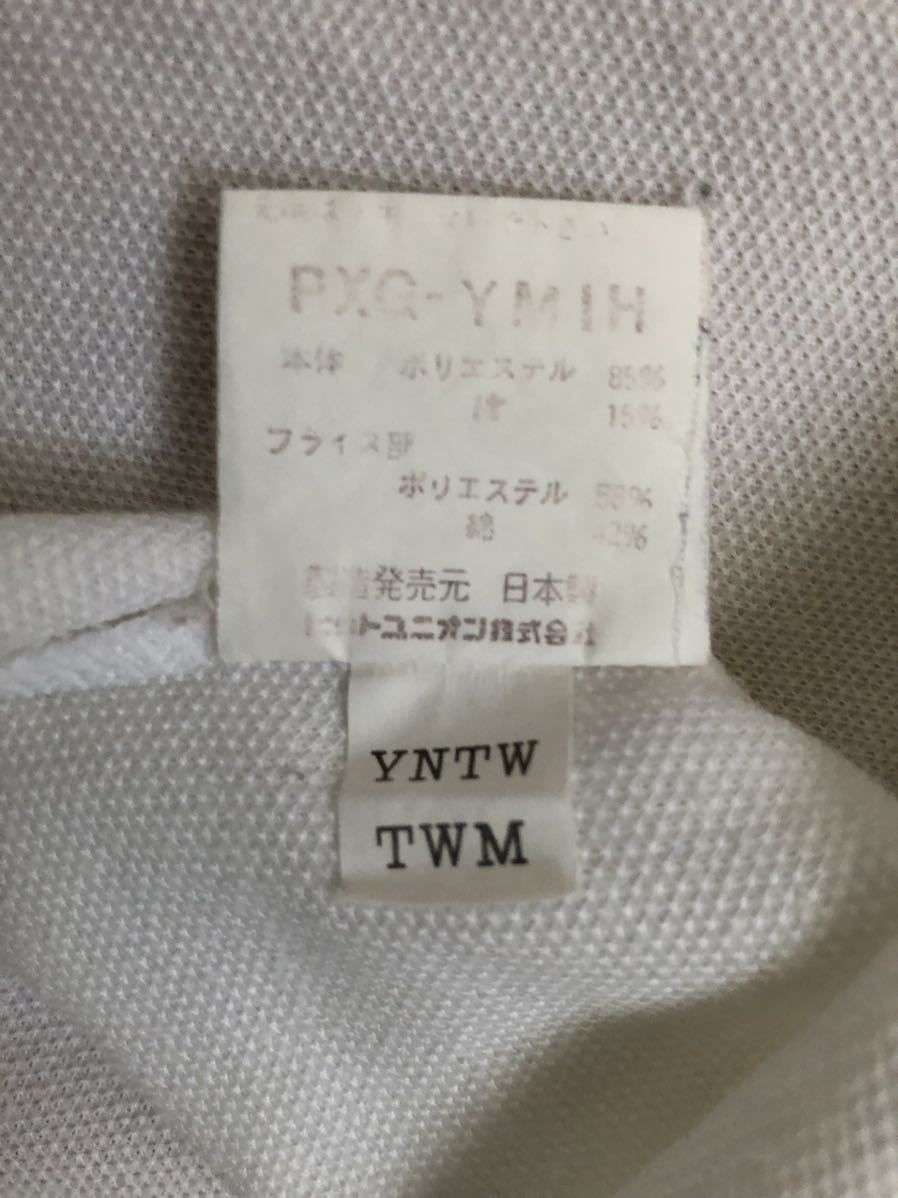 PXG-YM1H
本体 ポリエステル 85%
綿 15%
フライス部
ポリエステル 58%
綿 42%
製造発売元 日本製
ユニオン株式会社
YNTW
TWM